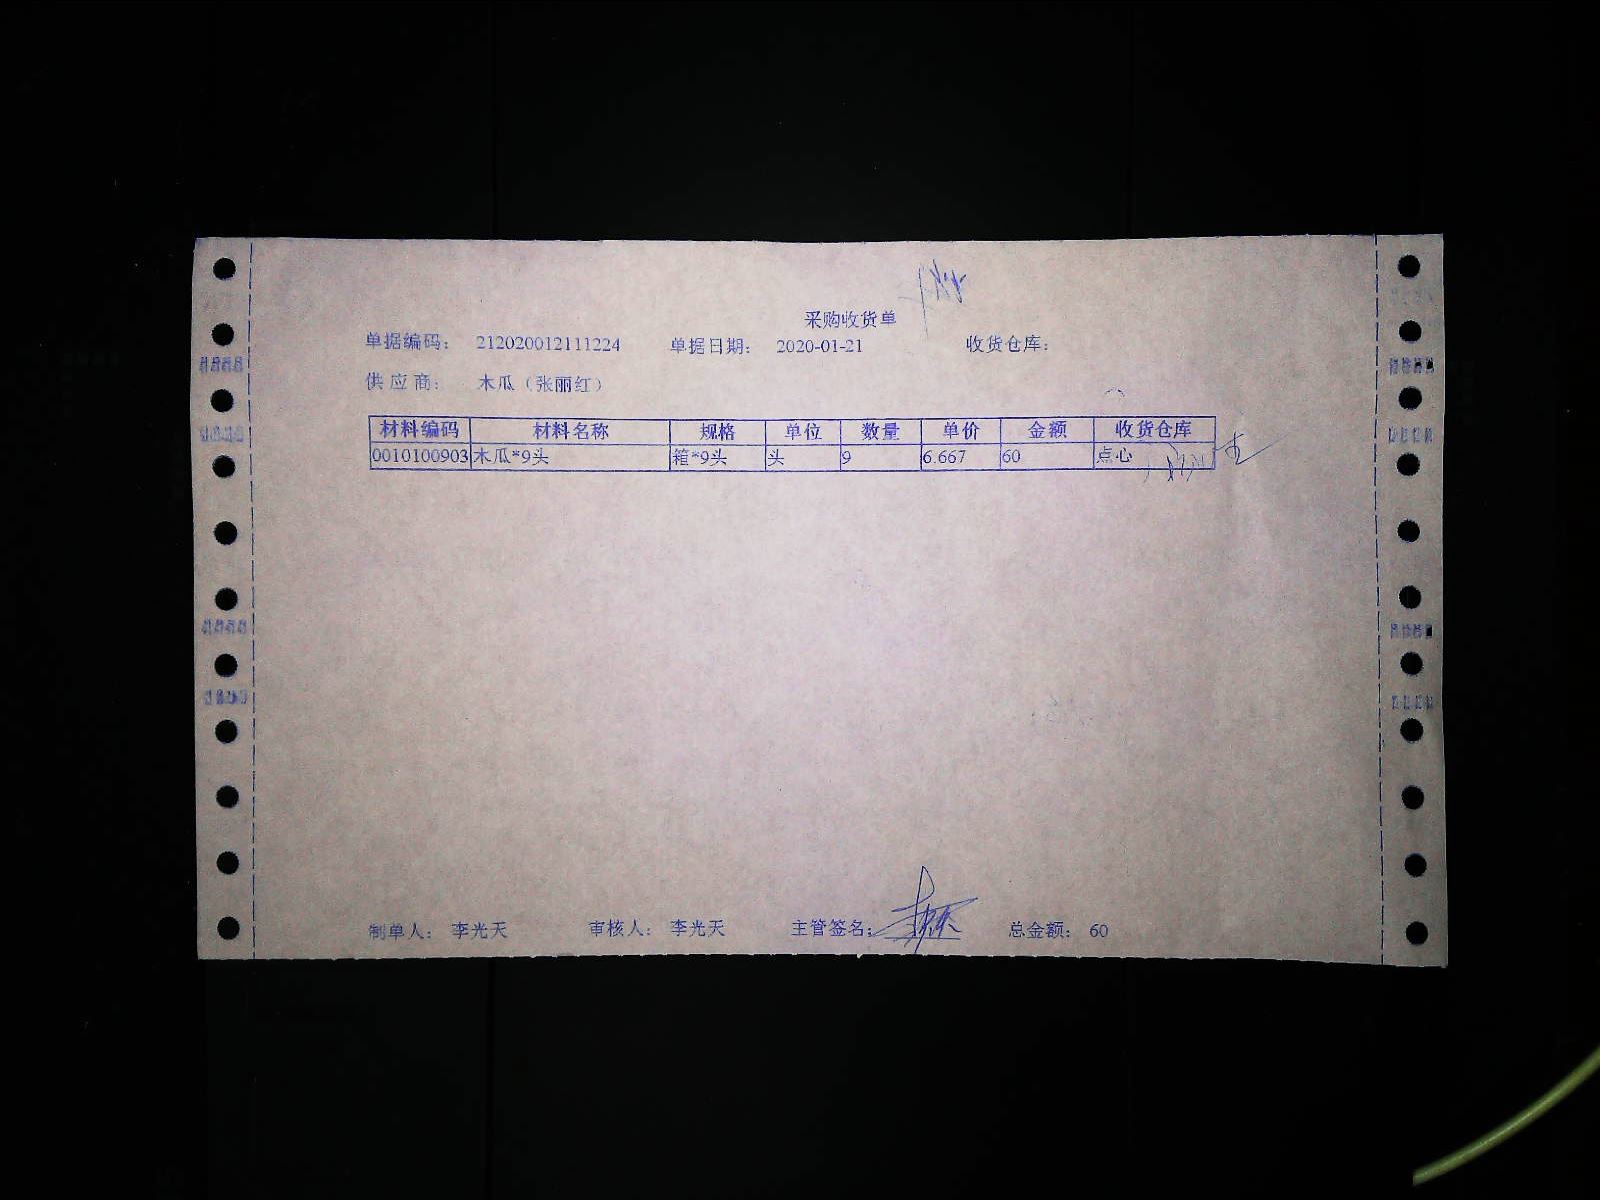 采购收货单
单据编码： 212020012111224 单据日期： 2020-01-21 收货仓库：
供应商： 木瓜（张丽红）
材料编码 材料名称 规格 单位 数量 单价 金额 收货仓库
0010100903 木瓜*9头 箱*9头 头 9 6.667 60 点心
制单人： 李光天 审核人： 李光天 主管签名： 总金额： 60